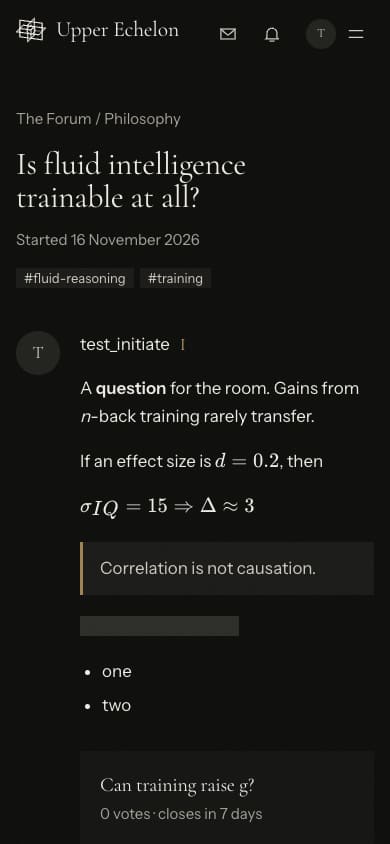 Upper Echelon
T
The Forum / Philosophy
Is fluid intelligence
trainable at all?
Started 16 November 2026
#fluid-reasoning #training
T
test_initiate I
A question for the room. Gains from
n-back training rarely transfer.
If an effect size is d = 0.2, then
σIQ = 15 ⇒ Δ ≈ 3
Correlation is not causation.
• one
• two
Can training raise g?
0 votes · closes in 7 days